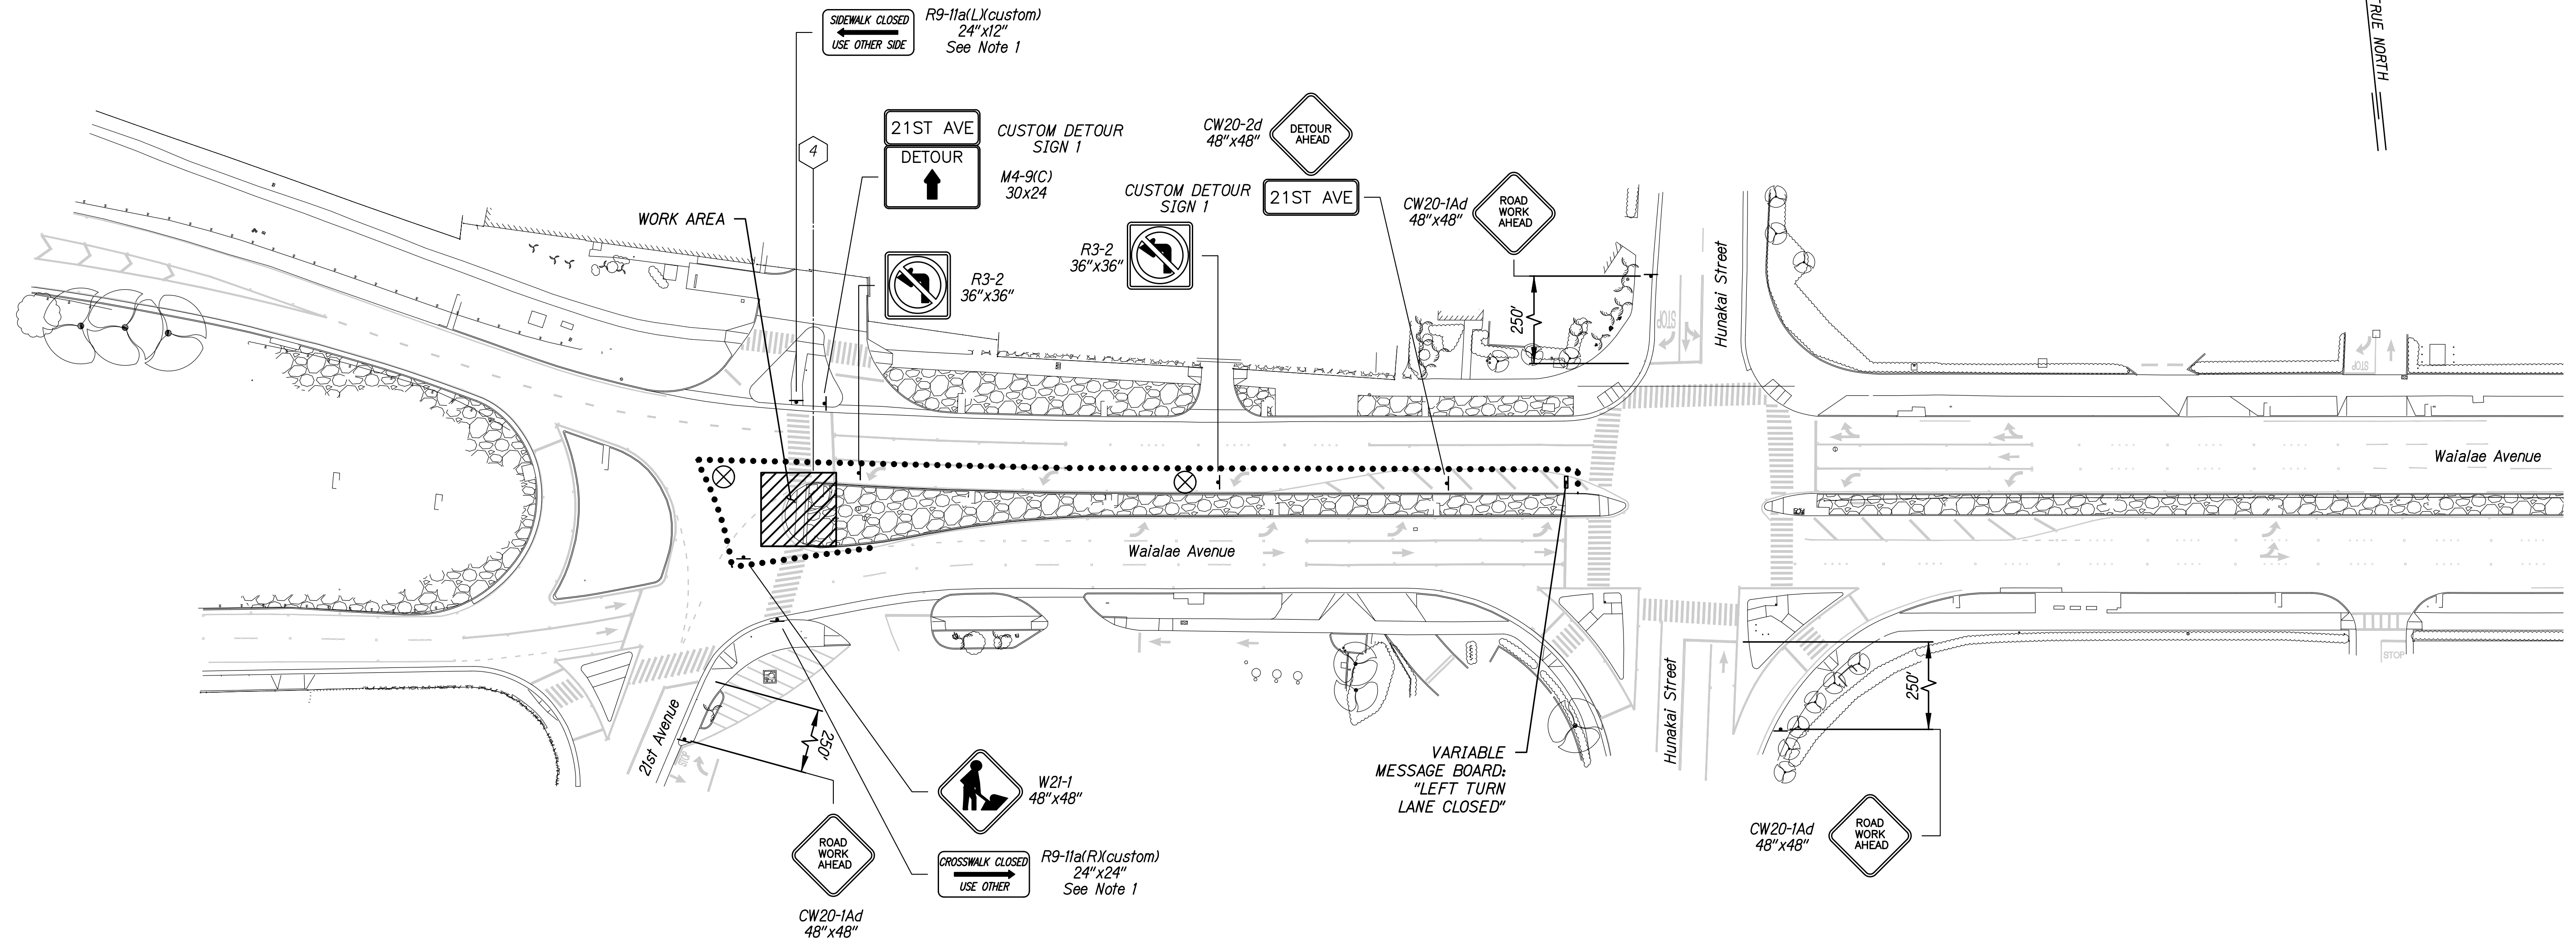 TRUE NORTH
SIDEWALK CLOSED
USE OTHER SIDE
R9-11a(L)(custom)
24"x12"
See Note 1
4
21ST AVE
DETOUR
CUSTOM DETOUR
SIGN 1
M4-9(C)
30x24
CW20-2d
48"x48"
DETOUR
AHEAD
CUSTOM DETOUR
SIGN 1
21ST AVE
CW20-1Ad
48"x48"
ROAD
WORK
AHEAD
WORK AREA
R3-2
36"x36"
R3-2
36"x36"
250'
STOP
Hunakai Street
STOP
Waialae Avenue
Waialae Avenue
21st Avenue
STOP
250'
Hunakai Street
STOP
250'
VARIABLE
MESSAGE BOARD:
"LEFT TURN
LANE CLOSED"
W21-1
48"x48"
ROAD
WORK
AHEAD
CW20-1Ad
48"x48"
CROSSWALK CLOSED
USE OTHER
R9-11a(R)(custom)
24"x24"
See Note 1
CW20-1Ad
48"x48"
ROAD
WORK
AHEAD